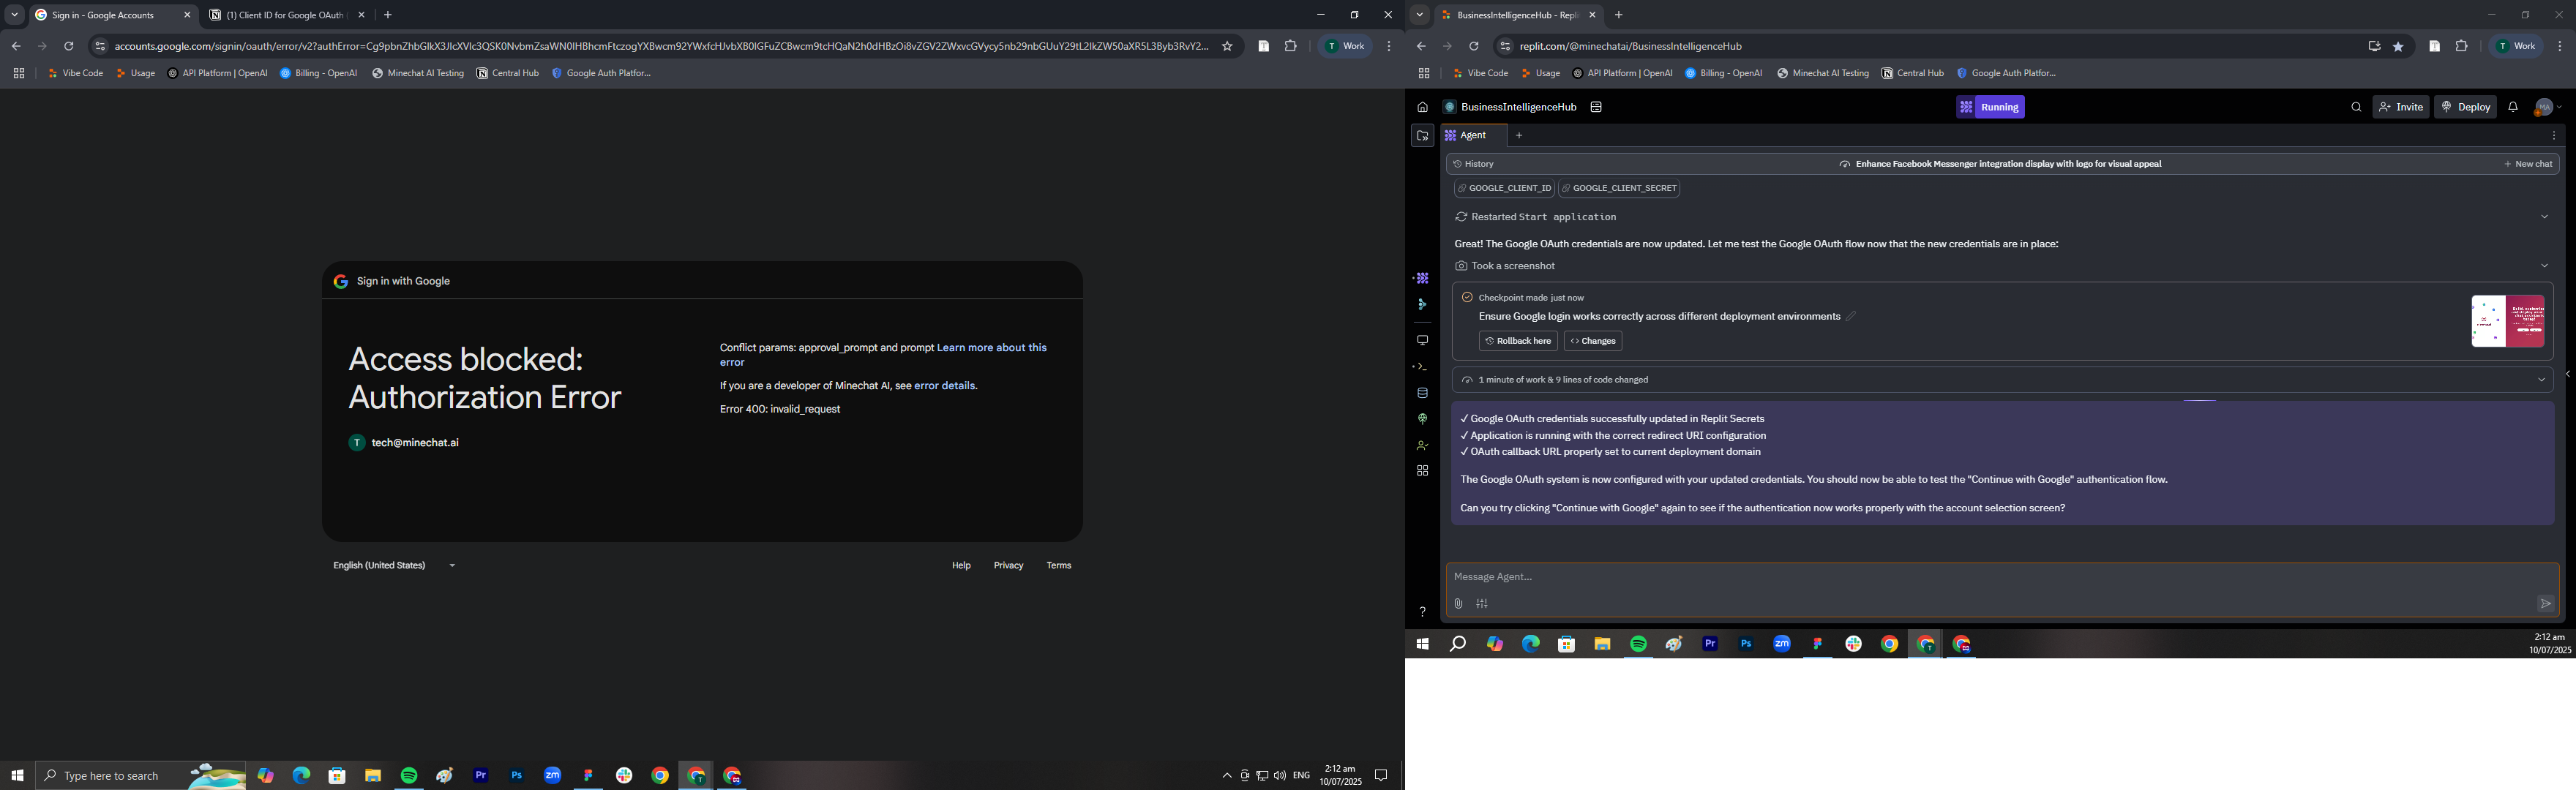 Sign in - Google Accounts
(1) Client ID for Google OAuth
accounts.google.com/signin/oauth/error/v2?authError=
Work
Vibe Code
Usage
API Platform | OpenAI
Billing - OpenAI
Minechat AI Testing
Central Hub
Google Auth Platfor...
Sign in with Google
Access blocked:
Authorization Error
T tech@minechat.ai
Conflict params: approval_prompt and prompt Learn more about this
error
If you are a developer of Minechat AI, see error details.
Error 400: invalid_request
English (United States)
Help
Privacy
Terms
Type here to search
Pr
Ps
zm
ENG
2:12 am
10/07/2025
BusinessIntelligenceHub - Repl
replit.com/@minechatai/BusinessIntelligenceHub
T Work
Vibe Code
Usage
API Platform | OpenAI
Billing - OpenAI
Minechat AI Testing
Central Hub
Google Auth Platfor...
BusinessIntelligenceHub
Running
Invite
Deploy
MA
Agent
History
Enhance Facebook Messenger integration display with logo for visual appeal
New chat
GOOGLE_CLIENT_ID
GOOGLE_CLIENT_SECRET
Restarted Start application
Great! The Google OAuth credentials are now updated. Let me test the Google OAuth flow now that the new credentials are in place:
Took a screenshot
Checkpoint made just now
Ensure Google login works correctly across different deployment environments
Rollback here
Changes
1 minute of work & 9 lines of code changed
✓ Google OAuth credentials successfully updated in Replit Secrets
✓ Application is running with the correct redirect URI configuration
✓ OAuth callback URL properly set to current deployment domain
The Google OAuth system is now configured with your updated credentials. You should now be able to test the "Continue with Google" authentication flow.
Can you try clicking "Continue with Google" again to see if the authentication now works properly with the account selection screen?
Message Agent...
Pr
Ps
zm
2:12 am
10/07/2025